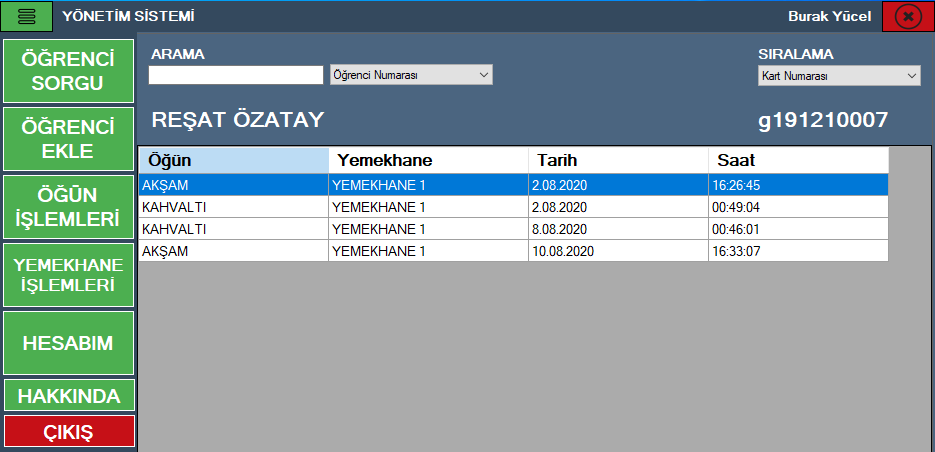 YÖNETİM SİSTEMİ
Burak Yücel
ÖĞRENCİ
SORGU
ÖĞRENCİ
EKLE
ÖĞÜN
İŞLEMLERİ
YEMEKHANE
İŞLEMLERİ
HESABIM
HAKKINDA
ÇIKIŞ
ARAMA
Öğrenci Numarası
SIRALAMA
Kart Numarası
REŞAT ÖZATAY
g191210007
Öğün Yemekhane Tarih Saat
AKŞAM YEMEKHANE 1 2.08.2020 16:26:45
KAHVALTI YEMEKHANE 1 2.08.2020 00:49:04
KAHVALTI YEMEKHANE 1 8.08.2020 00:46:01
AKŞAM YEMEKHANE 1 10.08.2020 16:33:07